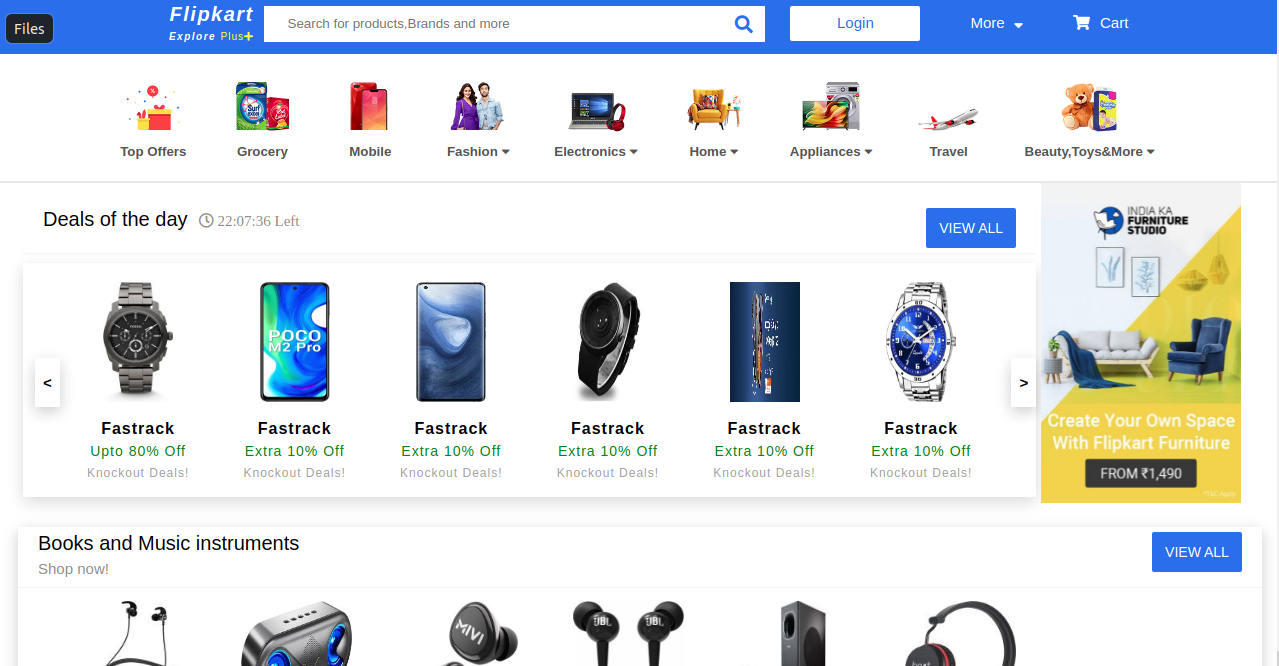 Files
Flipkart
Explore Plus
Search for products,Brands and more
Login
More
Cart
Top Offers
Grocery
Mobile
Fashion
Electronics
Home
Appliances
Travel
Beauty,Toys&More
Deals of the day
22:07:36 Left
VIEW ALL
INDIA KA
FURNITURE
STUDIO
Create Your Own Space
With Flipkart Furniture
FROM ₹1,490
*T&C Apply
POCO
M2 Pro
<
>
Fastrack
Upto 80% Off
Knockout Deals!
Fastrack
Extra 10% Off
Knockout Deals!
Fastrack
Extra 10% Off
Knockout Deals!
Fastrack
Extra 10% Off
Knockout Deals!
Fastrack
Extra 10% Off
Knockout Deals!
Fastrack
Extra 10% Off
Knockout Deals!
Books and Music instruments
Shop now!
VIEW ALL
MIVI
JBL
JBL